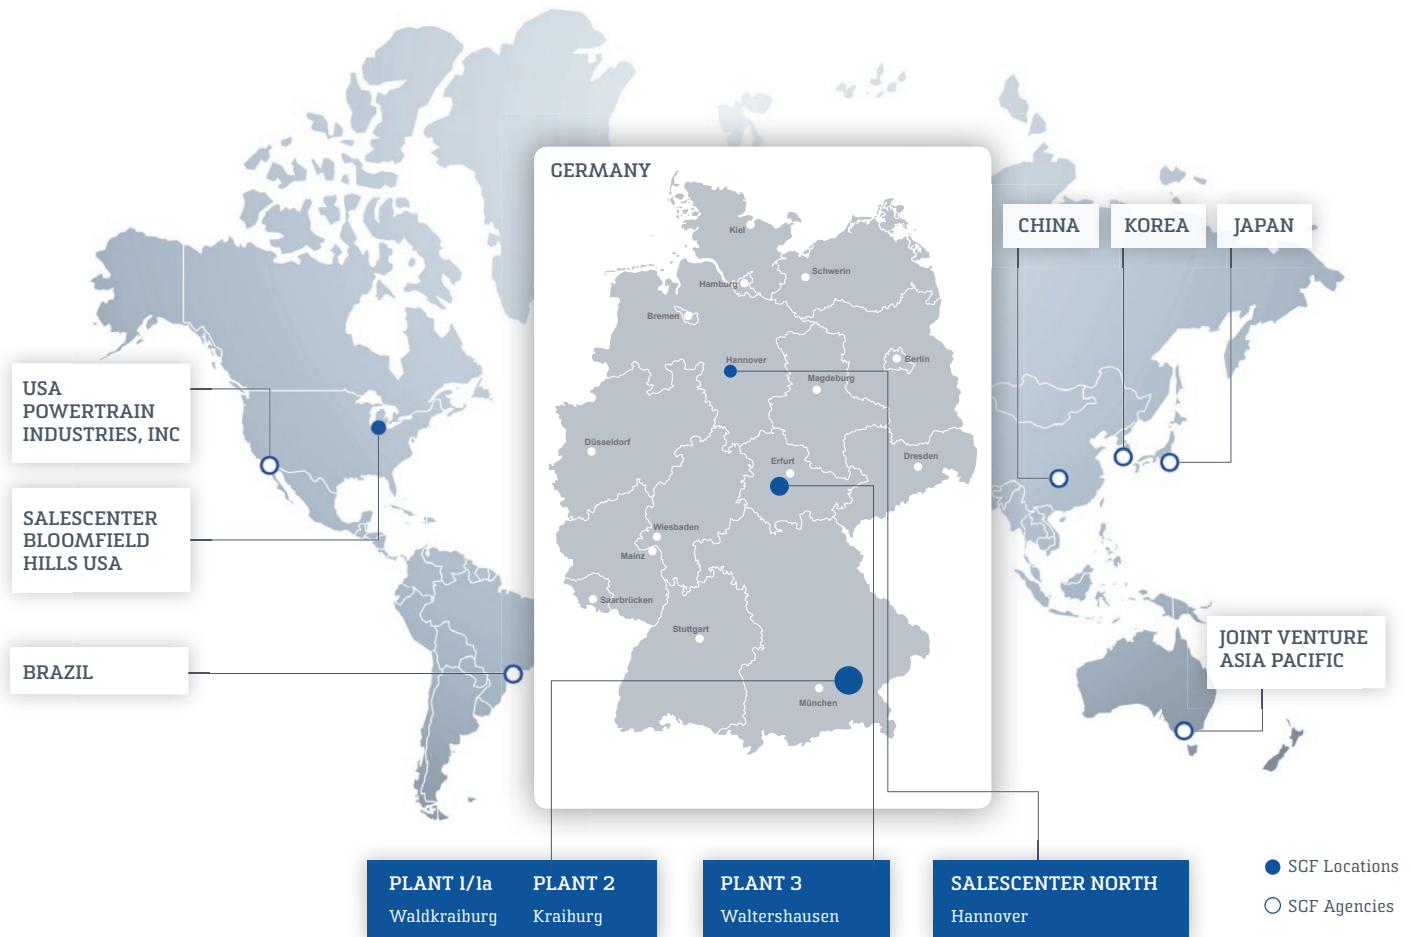 GERMANY
Kiel
Schwerin
Hamburg
Bremen
Hannover
Berlin
Magdeburg
Düsseldorf
Erfurt
Dresden
Wiesbaden
Mainz
Saarbrücken
Stuttgart
München
CHINA
KOREA
JAPAN
USA
POWERTRAIN
INDUSTRIES, INC
SALESCENTER
BLOOMFIELD
HILLS USA
BRAZIL
JOINT VENTURE
ASIA PACIFIC
PLANT 1/1a
Waldkraiburg
PLANT 2
Kraiburg
PLANT 3
Waltershausen
SALESCENTER NORTH
Hannover
SGF Locations
SGF Agencies